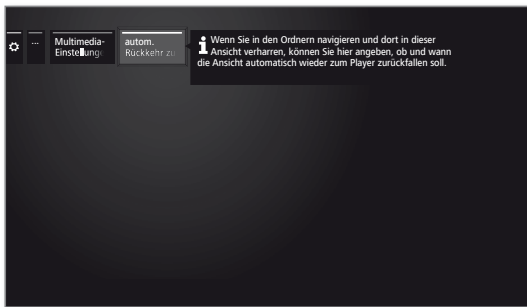 ...
Multimedia-
Einstellung
autom.
Rückkehr zu
Wenn Sie in den Ordnern navigieren und dort in dieser
Ansicht verharren, können Sie hier angeben, ob und wann
die Ansicht automatisch wieder zum Player zurückfallen soll.